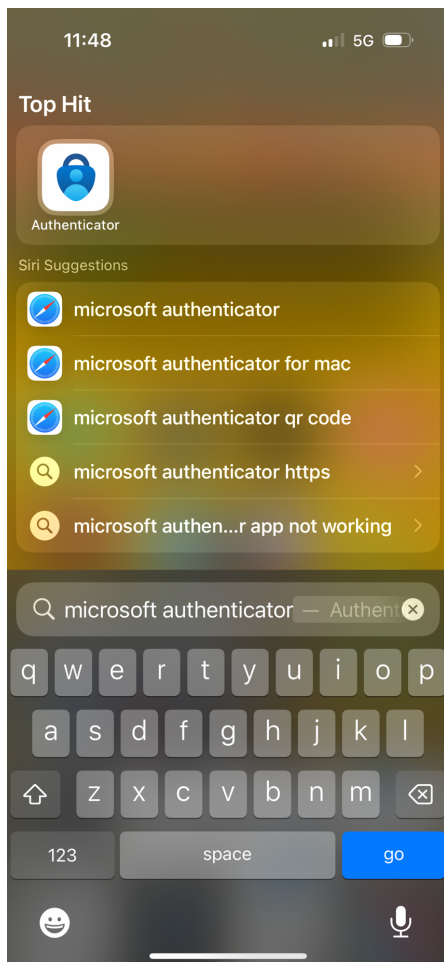 11:48
5G
Top Hit
Authenticator
Siri Suggestions
microsoft authenticator
microsoft authenticator for mac
microsoft authenticator qr code
microsoft authenticator https
microsoft authen...r app not working
microsoft authenticator — Authent
q w e r t y u i o p
a s d f g h j k l
z x c v b n m
123 space go